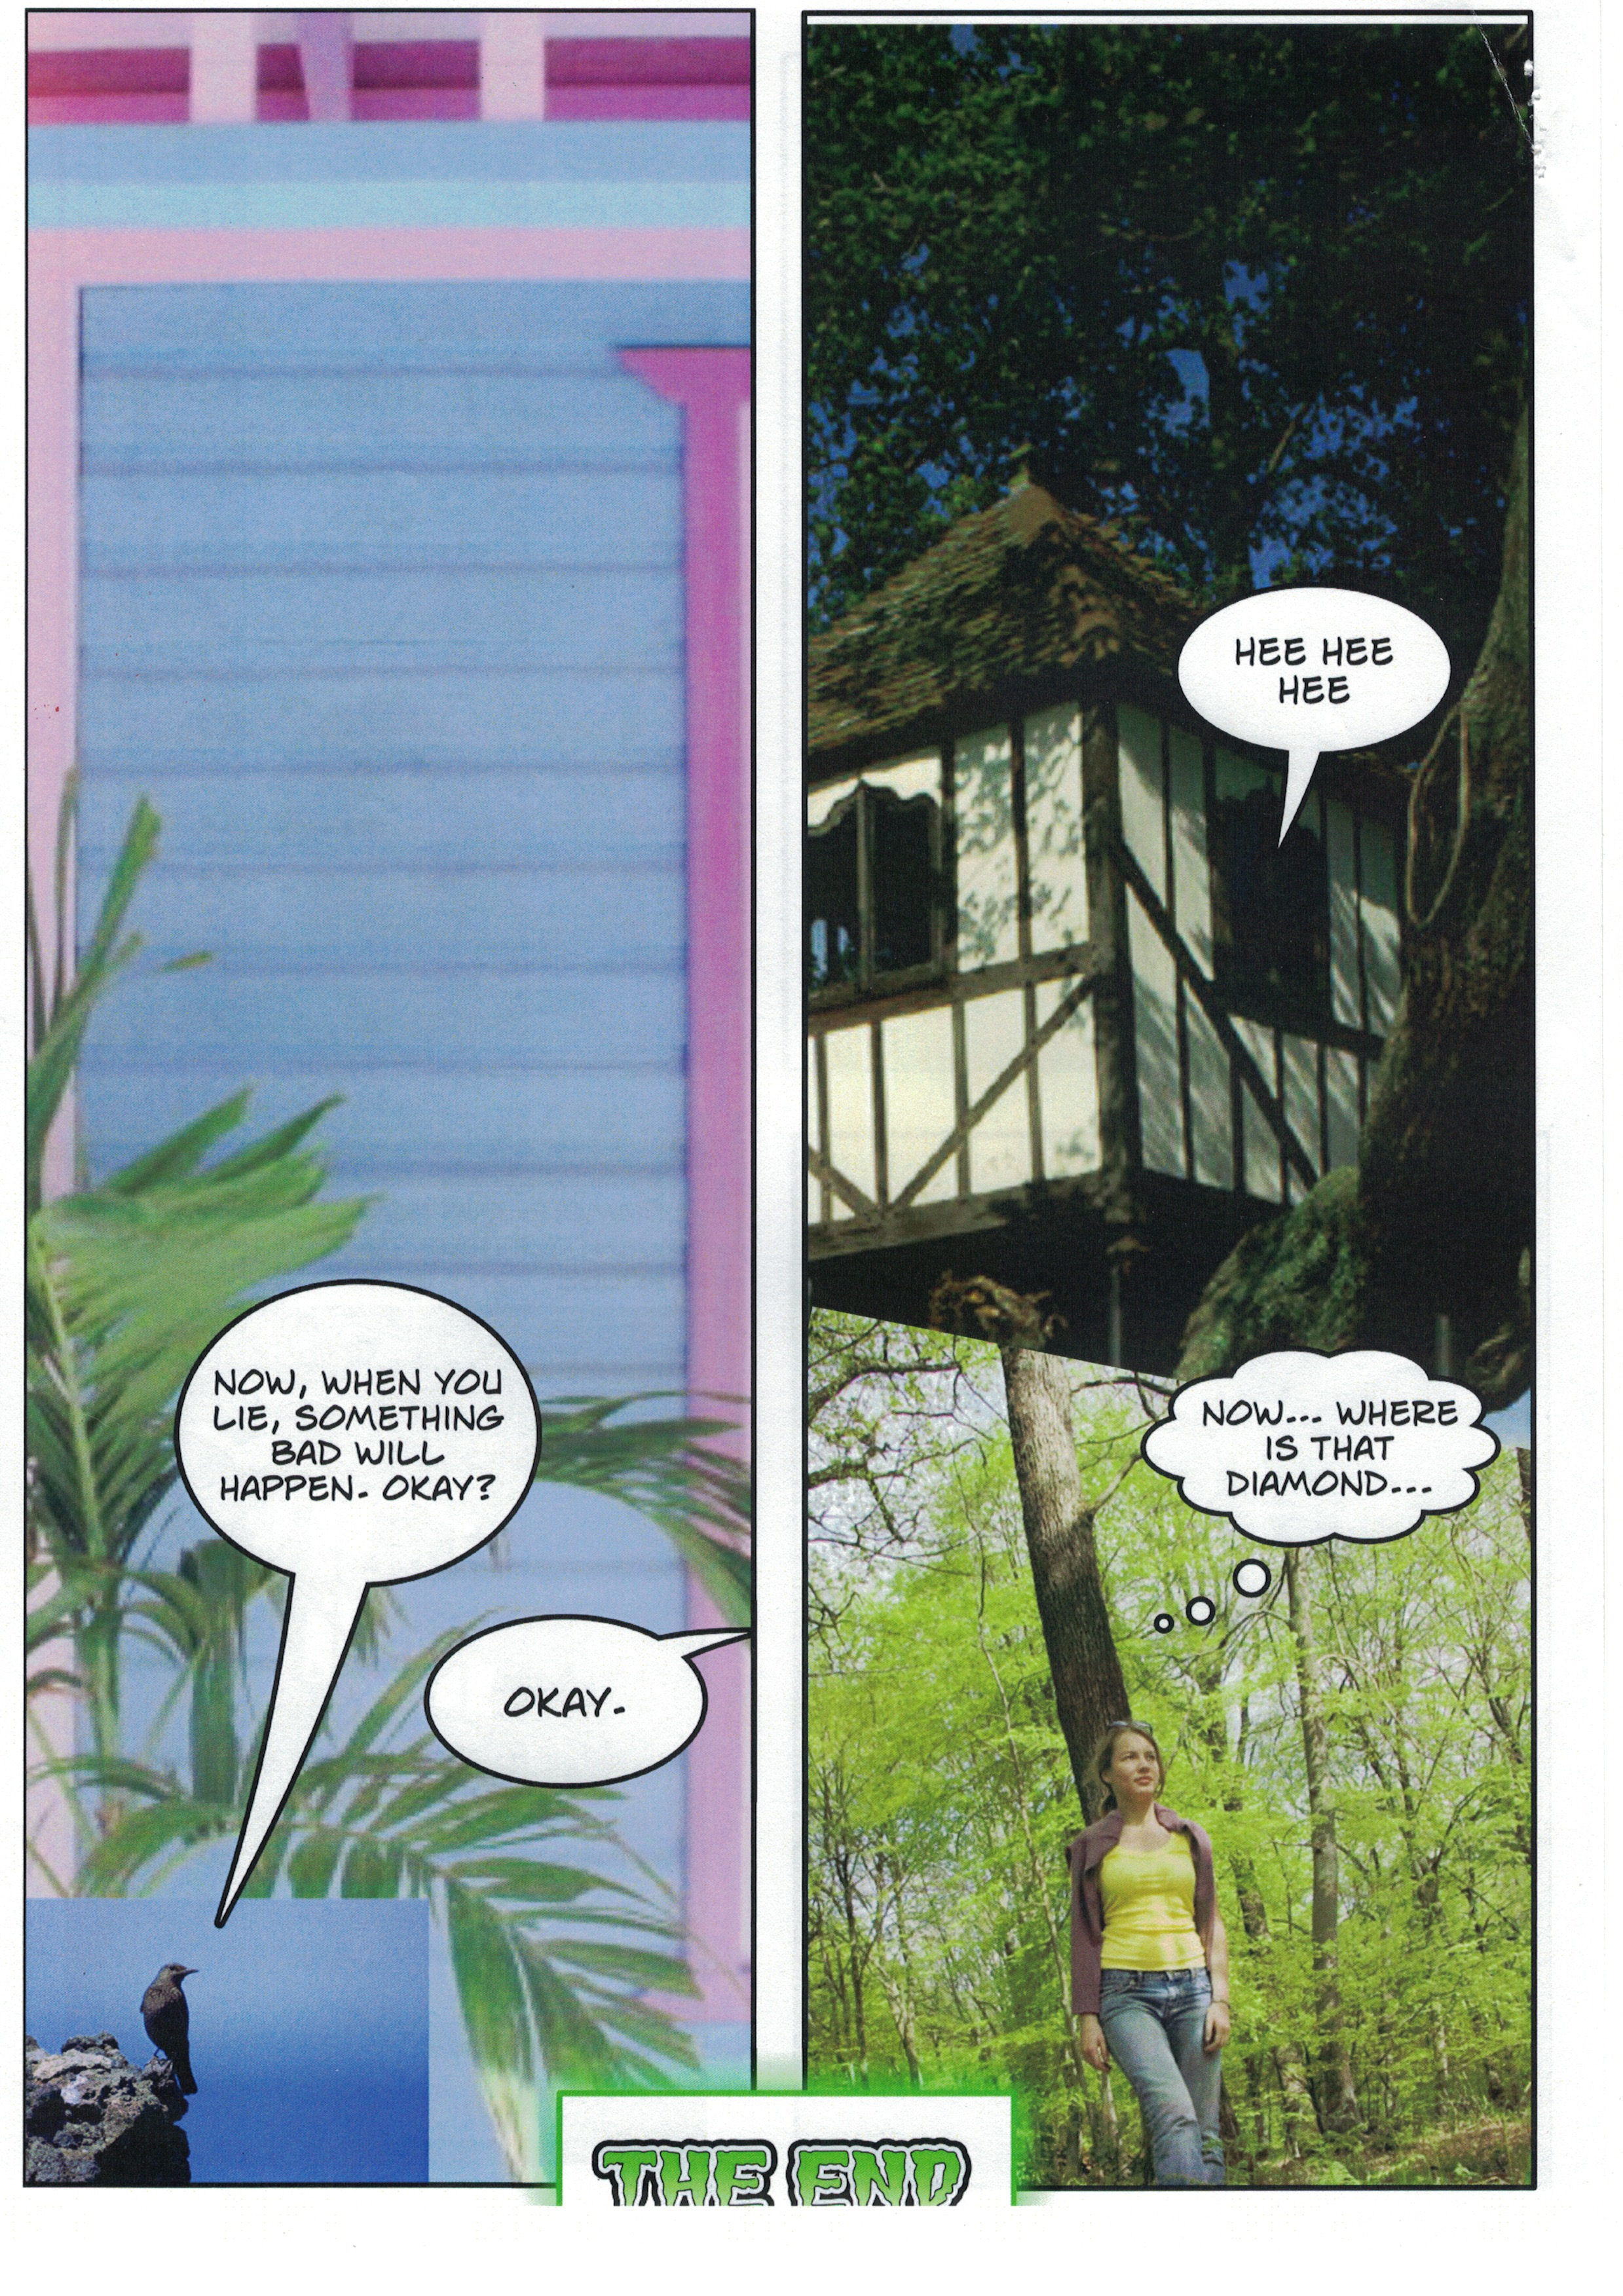 NOW, WHEN YOU
LIE, SOMETHING
BAD WILL
HAPPEN. OKAY?
OKAY.
HEE HEE
HEE
NOW... WHERE
IS THAT
DIAMOND...
THE END